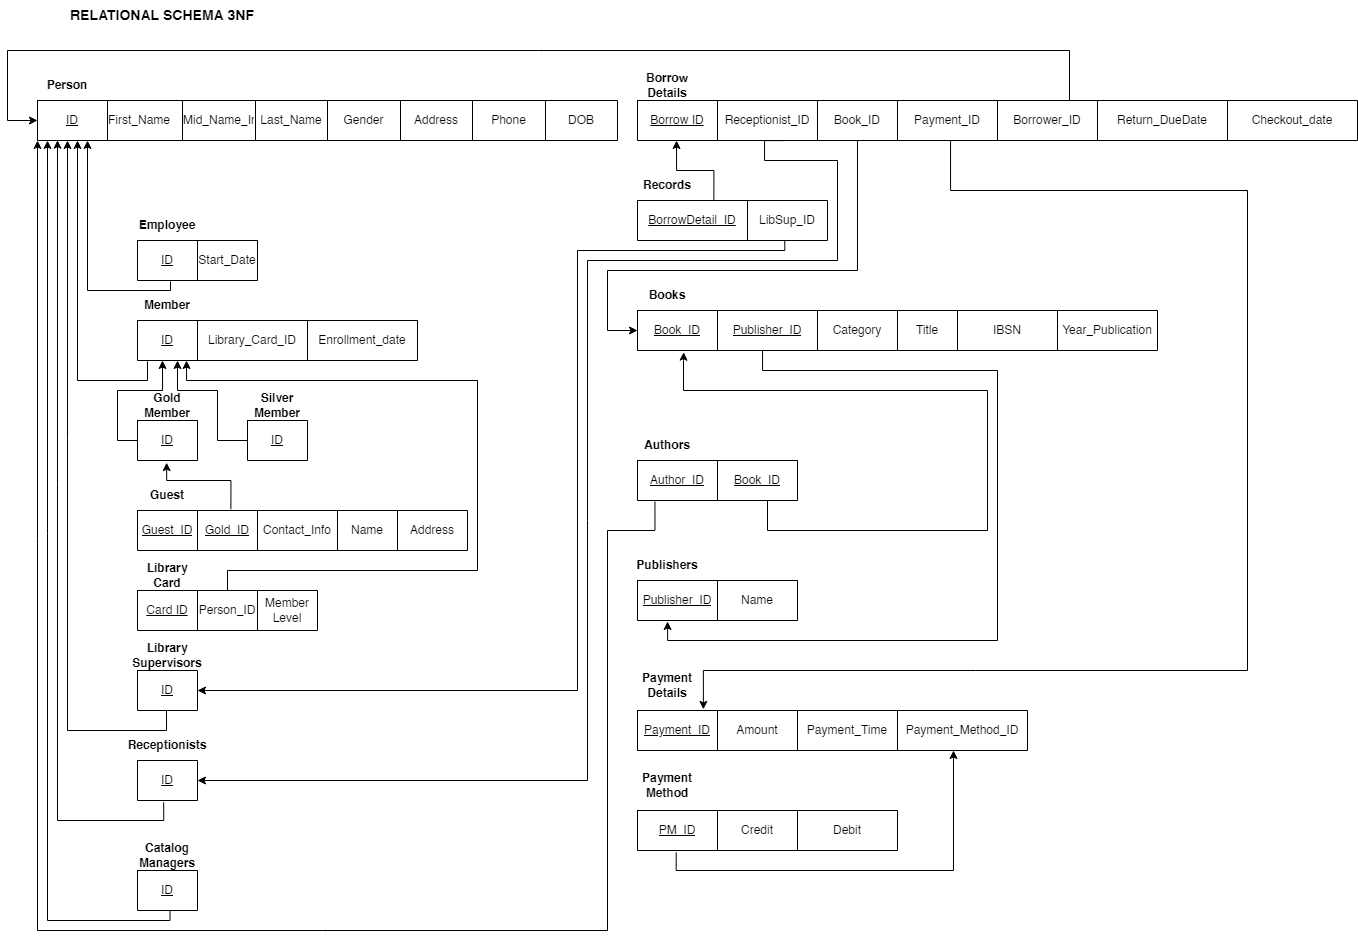 RELATIONAL SCHEMA 3NF
Person
ID First_Name Mid_Name_In Last_Name Gender Address Phone DOB
Employee
ID Start_Date
Member
ID Library_Card_ID Enrollment_date
Gold
Member
ID
Silver
Member
ID
Guest
Guest_ID Gold_ID Contact_Info Name Address
Library
Card
Card ID Person_ID Member
Level
Library
Supervisors
ID
Receptionists
ID
Catalog
Managers
ID
Borrow
Details
Borrow ID Receptionist_ID Book_ID Payment_ID Borrower_ID Return_DueDate Checkout_date
Records
BorrowDetail_ID LibSup_ID
Books
Book_ID Publisher_ID Category Title IBSN Year_Publication
Authors
Author_ID Book_ID
Publishers
Publisher_ID Name
Payment
Details
Payment_ID Amount Payment_Time Payment_Method_ID
Payment
Method
PM_ID Credit Debit